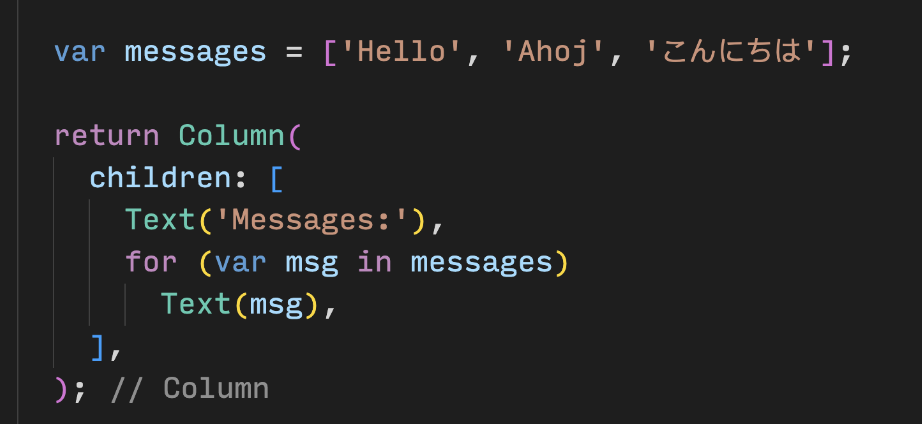 var messages = ['Hello', 'Ahoj', 'こんにちは'];
return Column(
children: [
Text('Messages:'),
for (var msg in messages)
Text(msg),
],
); // Column